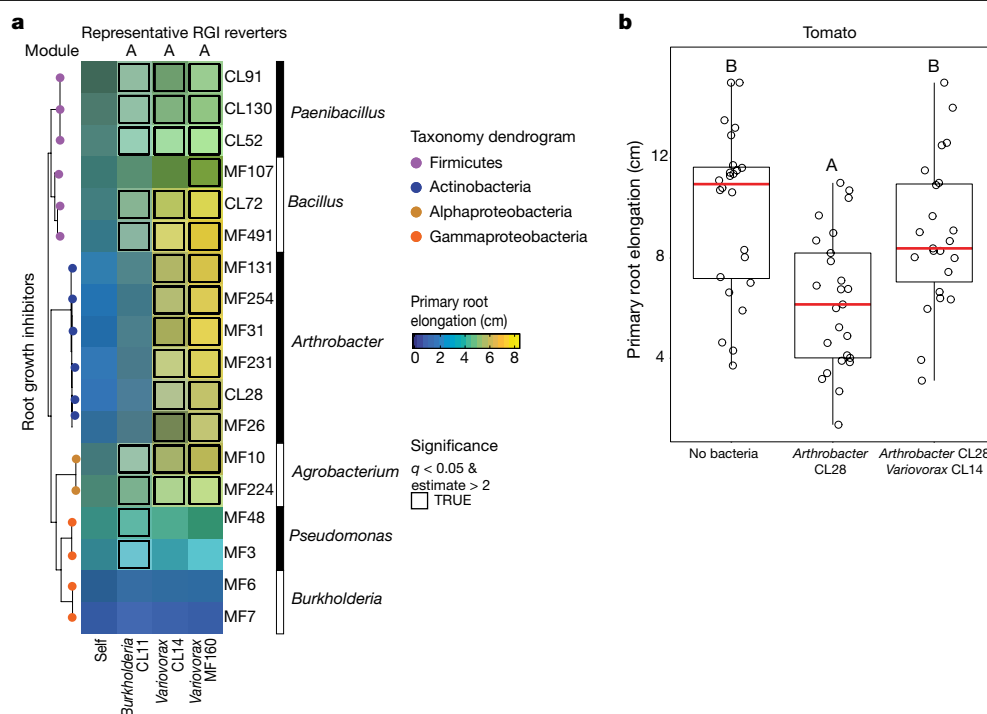 a
Representative RGI reverters
Module A A A
CL91
CL130
CL52
MF107
CL72
MF491
MF131
MF254
MF31
MF231
CL28
MF26
MF10
MF224
MF48
MF3
MF6
MF7
Paenibacillus
Bacillus
Arthrobacter
Agrobacterium
Pseudomonas
Burkholderia
Root growth inhibitors
Self
Burkholderia
CL11
Variovorax
CL14
Variovorax
MF160
Taxonomy dendrogram
Firmicutes
Actinobacteria
Alphaproteobacteria
Gammaproteobacteria
Primary root
elongation (cm)
0 2 4 6 8
Significance
q < 0.05 &
estimate > 2
TRUE
b
Tomato
Primary root elongation (cm)
12
8
4
B
A
B
No bacteria
Arthrobacter
CL28
Arthrobacter CL28
Variovorax CL14